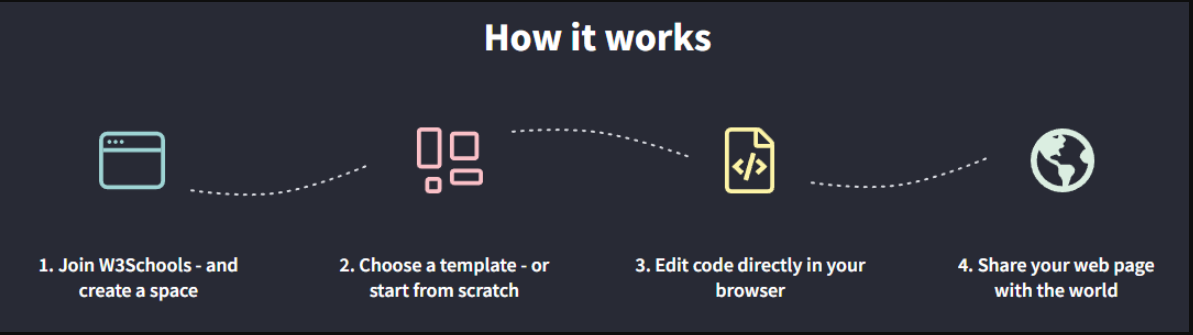 How it works
1. Join W3Schools - and
create a space
2. Choose a template - or
start from scratch
3. Edit code directly in your
browser
4. Share your web page
with the world